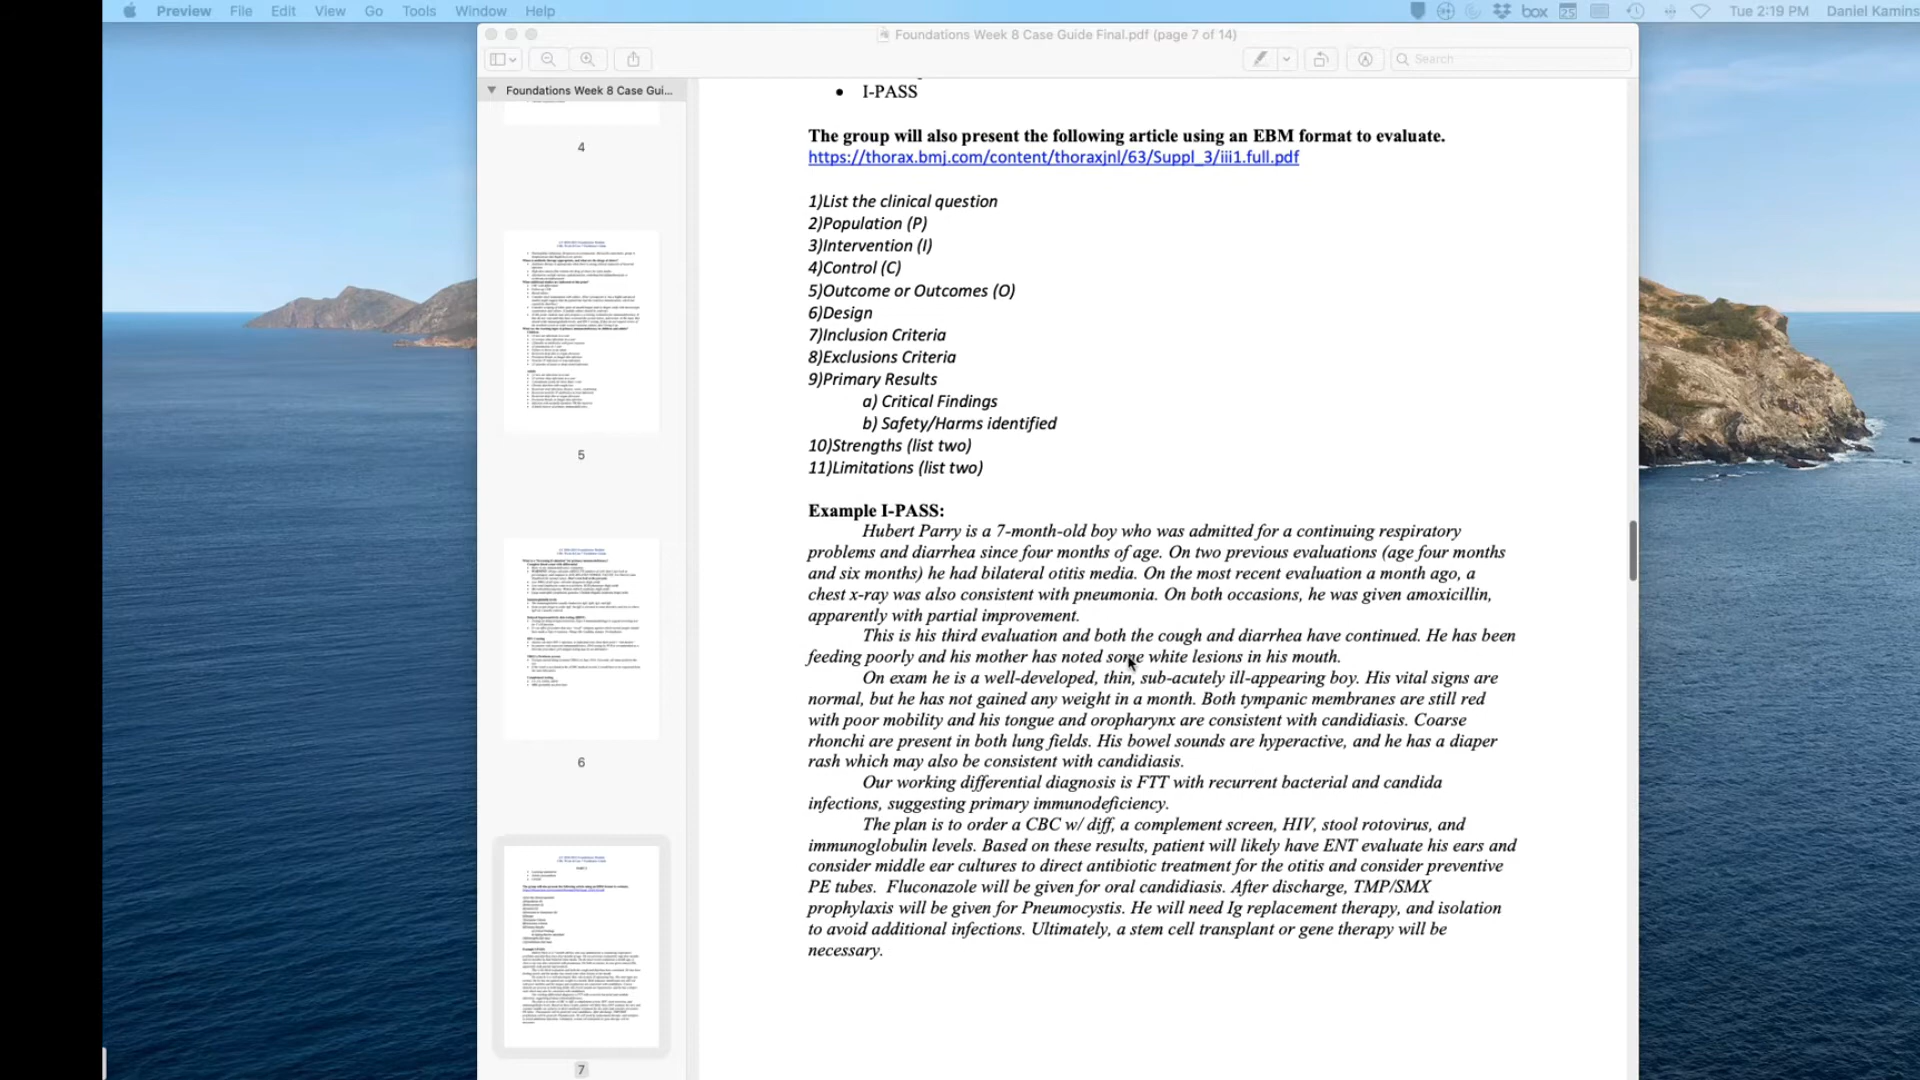 Preview File Edit View Go Tools Window Help
box 25 Tue 2:19 PM Daniel Kamins
Foundations Week 8 Case Guide Final.pdf (page 7 of 14)
Search
Foundations Week 8 Case Gui...
4
5
6
7
• I-PASS
The group will also present the following article using an EBM format to evaluate.
https://thorax.bmj.com/content/thoraxjnl/63/Suppl_3/iii1.full.pdf
1)List the clinical question
2)Population (P)
3)Intervention (I)
4)Control (C)
5)Outcome or Outcomes (O)
6)Design
7)Inclusion Criteria
8)Exclusions Criteria
9)Primary Results
a) Critical Findings
b) Safety/Harms identified
10)Strengths (list two)
11)Limitations (list two)
Example I-PASS:
Hubert Parry is a 7-month-old boy who was admitted for a continuing respiratory
problems and diarrhea since four months of age. On two previous evaluations (age four months
and six months) he had bilateral otitis media. On the most recent evaluation a month ago, a
chest x-ray was also consistent with pneumonia. On both occasions, he was given amoxicillin,
apparently with partial improvement.
This is his third evaluation and both the cough and diarrhea have continued. He has been
feeding poorly and his mother has noted some white lesions in his mouth.
On exam he is a well-developed, thin, sub-acutely ill-appearing boy. His vital signs are
normal, but he has not gained any weight in a month. Both tympanic membranes are still red
with poor mobility and his tongue and oropharynx are consistent with candidiasis. Coarse
rhonchi are present in both lung fields. His bowel sounds are hyperactive, and he has a diaper
rash which may also be consistent with candidiasis.
Our working differential diagnosis is FTT with recurrent bacterial and candida
infections, suggesting primary immunodeficiency.
The plan is to order a CBC w/ diff, a complement screen, HIV, stool rotovirus, and
immunoglobulin levels. Based on these results, patient will likely have ENT evaluate his ears and
consider middle ear cultures to direct antibiotic treatment for the otitis and consider preventive
PE tubes. Fluconazole will be given for oral candidiasis. After discharge, TMP/SMX
prophylaxis will be given for Pneumocystis. He will need Ig replacement therapy, and isolation
to avoid additional infections. Ultimately, a stem cell transplant or gene therapy will be
necessary.